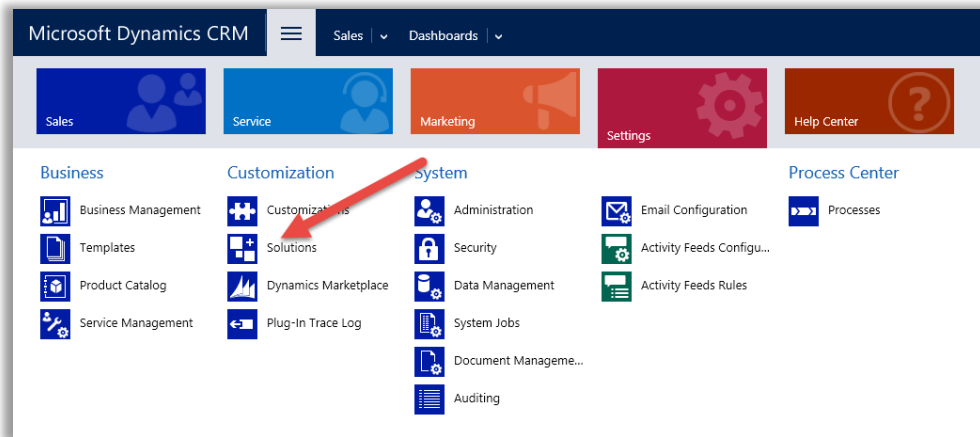 Microsoft Dynamics CRM
Sales
Dashboards
Sales
Service
Marketing
Settings
Help Center
Business
Business Management
Templates
Product Catalog
Service Management
Customization
Customizations
Solutions
Dynamics Marketplace
Plug-In Trace Log
System
Administration
Security
Data Management
System Jobs
Document Manageme...
Auditing
Email Configuration
Activity Feeds Configu...
Activity Feeds Rules
Process Center
Processes